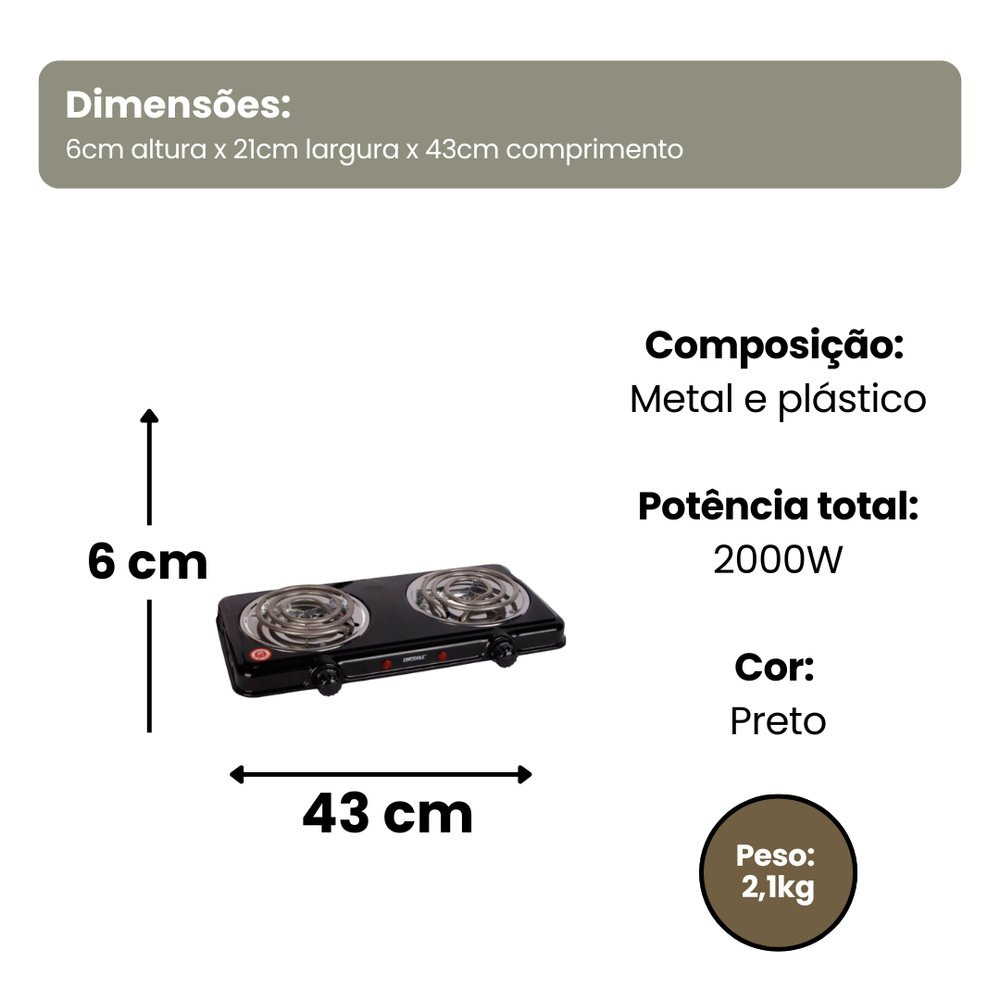 Dimensões:
6cm altura x 21cm largura x 43cm comprimento
Composição:
Metal e plástico
Potência total:
2000W
6 cm
Cor:
Preto
43 cm
Peso:
2,1kg